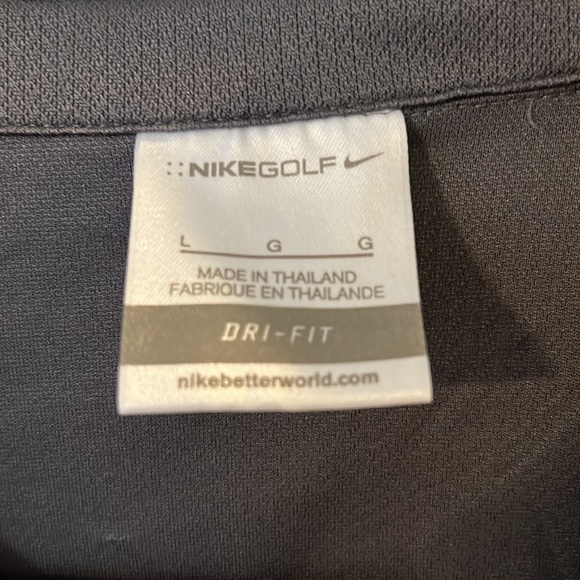 ::NIKEGOLF
L G G
MADE IN THAILAND
FABRIQUE EN THAILANDE
DRI-FIT
nikebetterworld.com